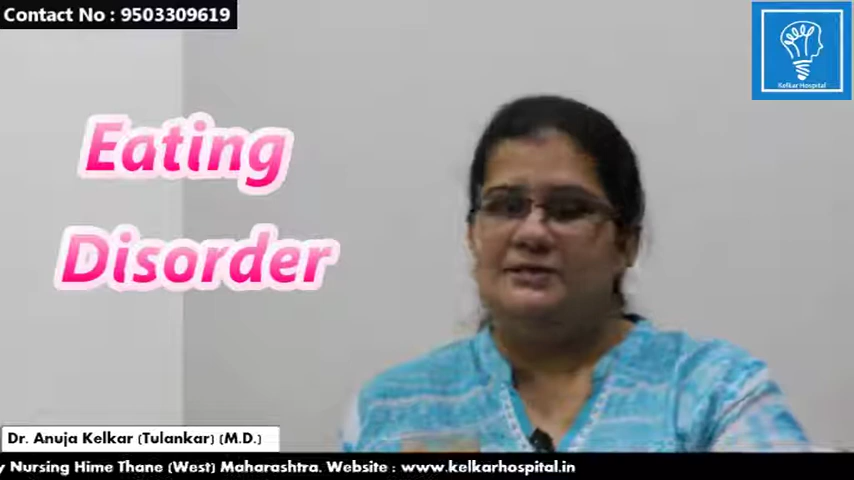 Contact No : 9503309619
Kelkar Hospital
Eating
Disorder
Dr. Anuja Kelkar (Tulankar) (M.D.)
y Nursing Hime Thane (West) Maharashtra. Website : www.kelkarhospital.in